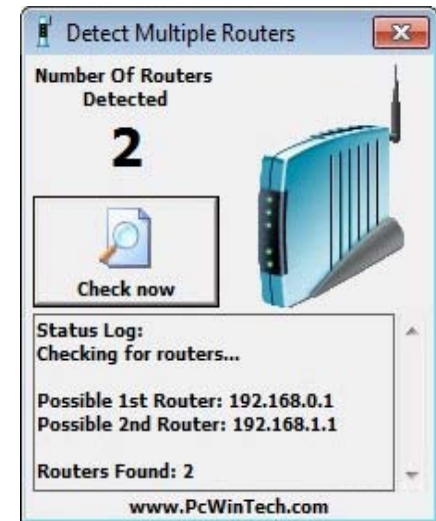 Detect Multiple Routers
Number Of Routers
Detected
2
Check now
Status Log:
Checking for routers...
Possible 1st Router: 192.168.0.1
Possible 2nd Router: 192.168.1.1
Routers Found: 2
www.PcWinTech.com